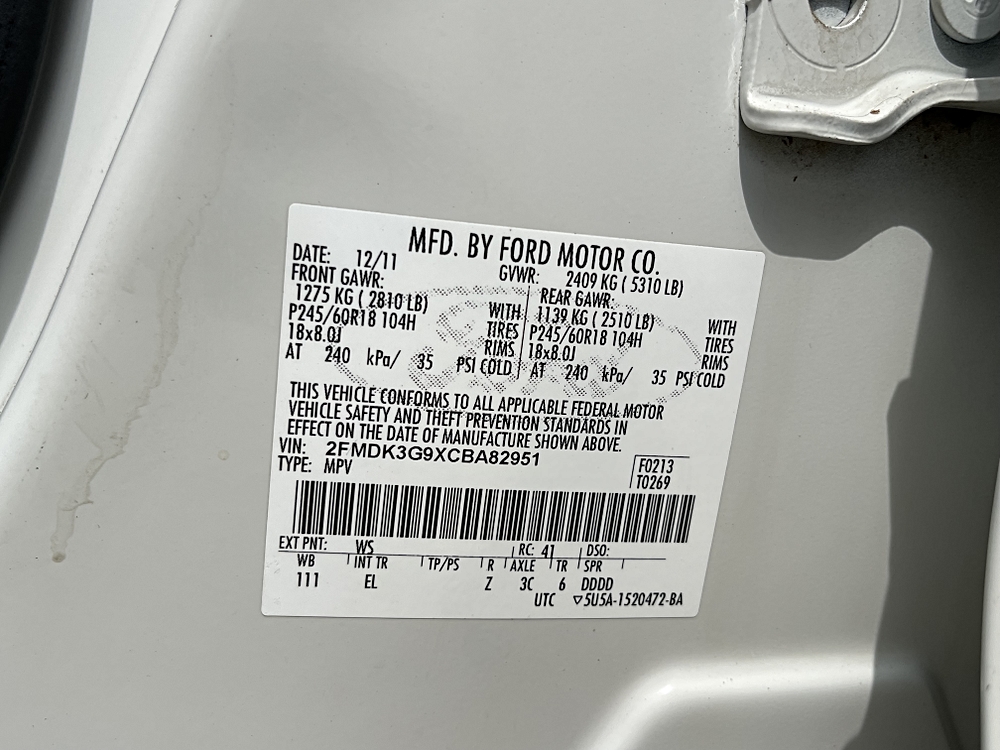 MFD. BY FORD MOTOR CO.
DATE: 12/11 GVWR: 2409 KG ( 5310 LB)
FRONT GAWR: REAR GAWR:
1275 KG ( 2810 LB) WITH 1139 KG ( 2510 LB) WITH
P245/60R18 104H TIRES P245/60R18 104H TIRES
18x8.0J RIMS 18x8.0J RIMS
AT 240 kPa/ 35 PSI COLD AT 240 kPa/ 35 PSI COLD
THIS VEHICLE CONFORMS TO ALL APPLICABLE FEDERAL MOTOR
VEHICLE SAFETY AND THEFT PREVENTION STANDARDS IN
EFFECT ON THE DATE OF MANUFACTURE SHOWN ABOVE.
VIN: 2FMDK3G9XCBA82951
TYPE: MPV
F0213
T0269
EXT PNT: WS RC: 41 DSO:
WB INT TR TP/PS R AXLE TR SPR
111 EL Z 3C 6 DDDD
UTC ▽5U5A-1520472-BA